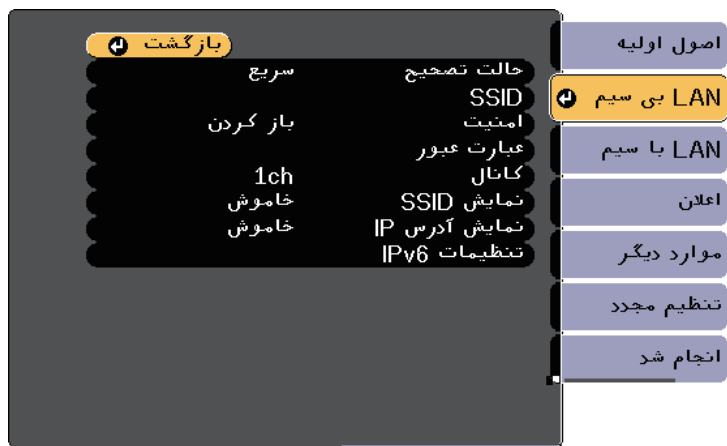 اصول اولیه
LAN بی سیم
LAN با سیم
اعلان
موارد دیگر
تنظیم مجدد
انجام شد
بازگشت
حالت تصحیح سریع
SSID
امنیت باز کردن
عبارت عبور
کانال 1ch
نمایش SSID خاموش
نمایش آدرس IP خاموش
تنظیمات IPv6